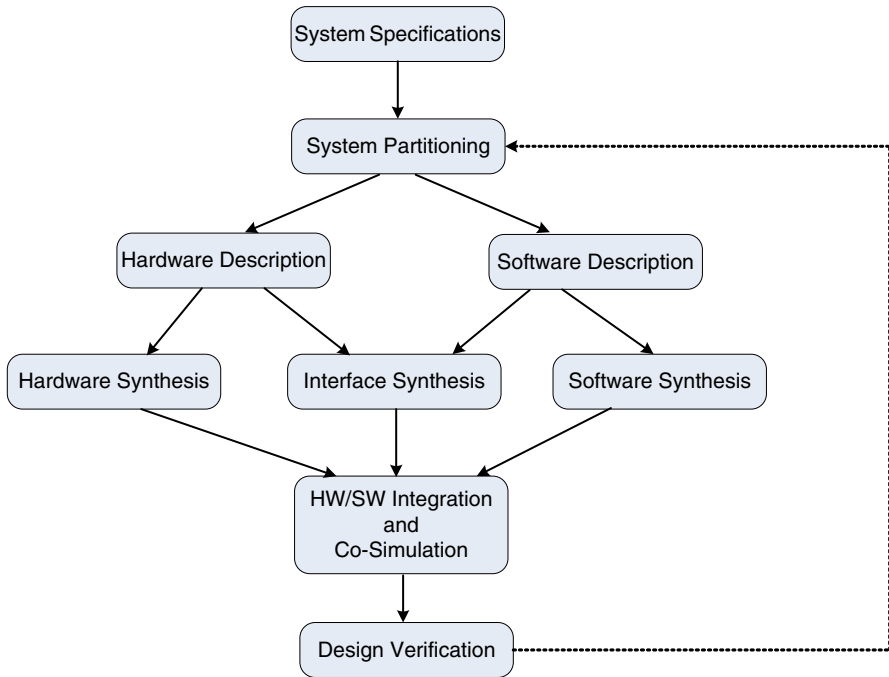 System Specifications
System Partitioning
Hardware Description
Software Description
Hardware Synthesis
Interface Synthesis
Software Synthesis
HW/SW Integration
and
Co-Simulation
Design Verification